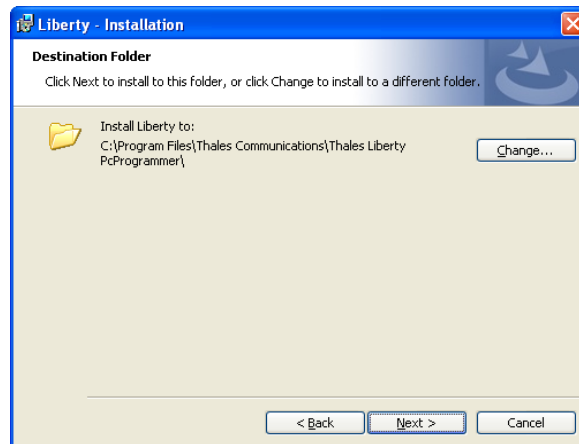 Liberty - Installation
Destination Folder
Click Next to install to this folder, or click Change to install to a different folder.
Install Liberty to:
C:\Program Files\Thales Communications\Thales Liberty
PcProgrammer\
Change...
< Back
Next >
Cancel